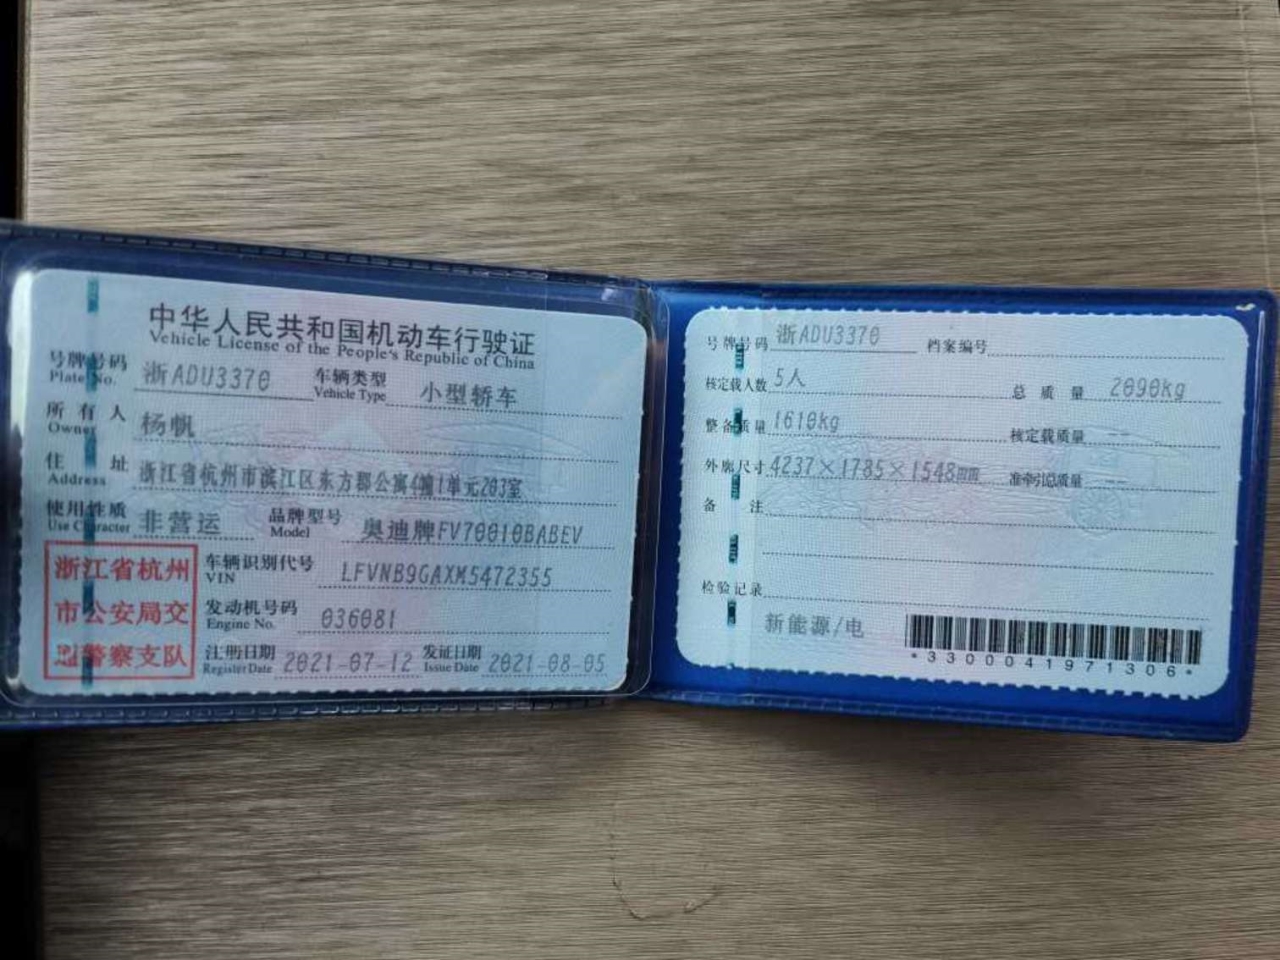 中华人民共和国机动车行驶证
Vehicle License of the People's Republic of China
号牌号码 浙ADU3370 车辆类型 小型轿车
Plate No. Vehicle Type
所有人 杨帆
Owner
住址 浙江省杭州市滨江区东方郡公寓4幢1单元203室
Address
使用性质 非营运 品牌型号 奥迪牌FV70010BABEV
Use Character Model
浙江省杭州
市公安局交
警察支队
车辆识别代号 LFVNB9GAXM5472355
VIN
发动机号码 036081
Engine No.
注册日期 2021-07-12 发证日期 2021-08-05
Register Date Issue Date
号牌号码 浙ADU3370 档案编号
核定载人数 5人 总质量 2090kg
整备质量 1610kg 核定载质量 --
外廓尺寸 4237×1785×1548mm 准牵引总质量 --
备注
检验记录
新能源/电
*3300041971306*